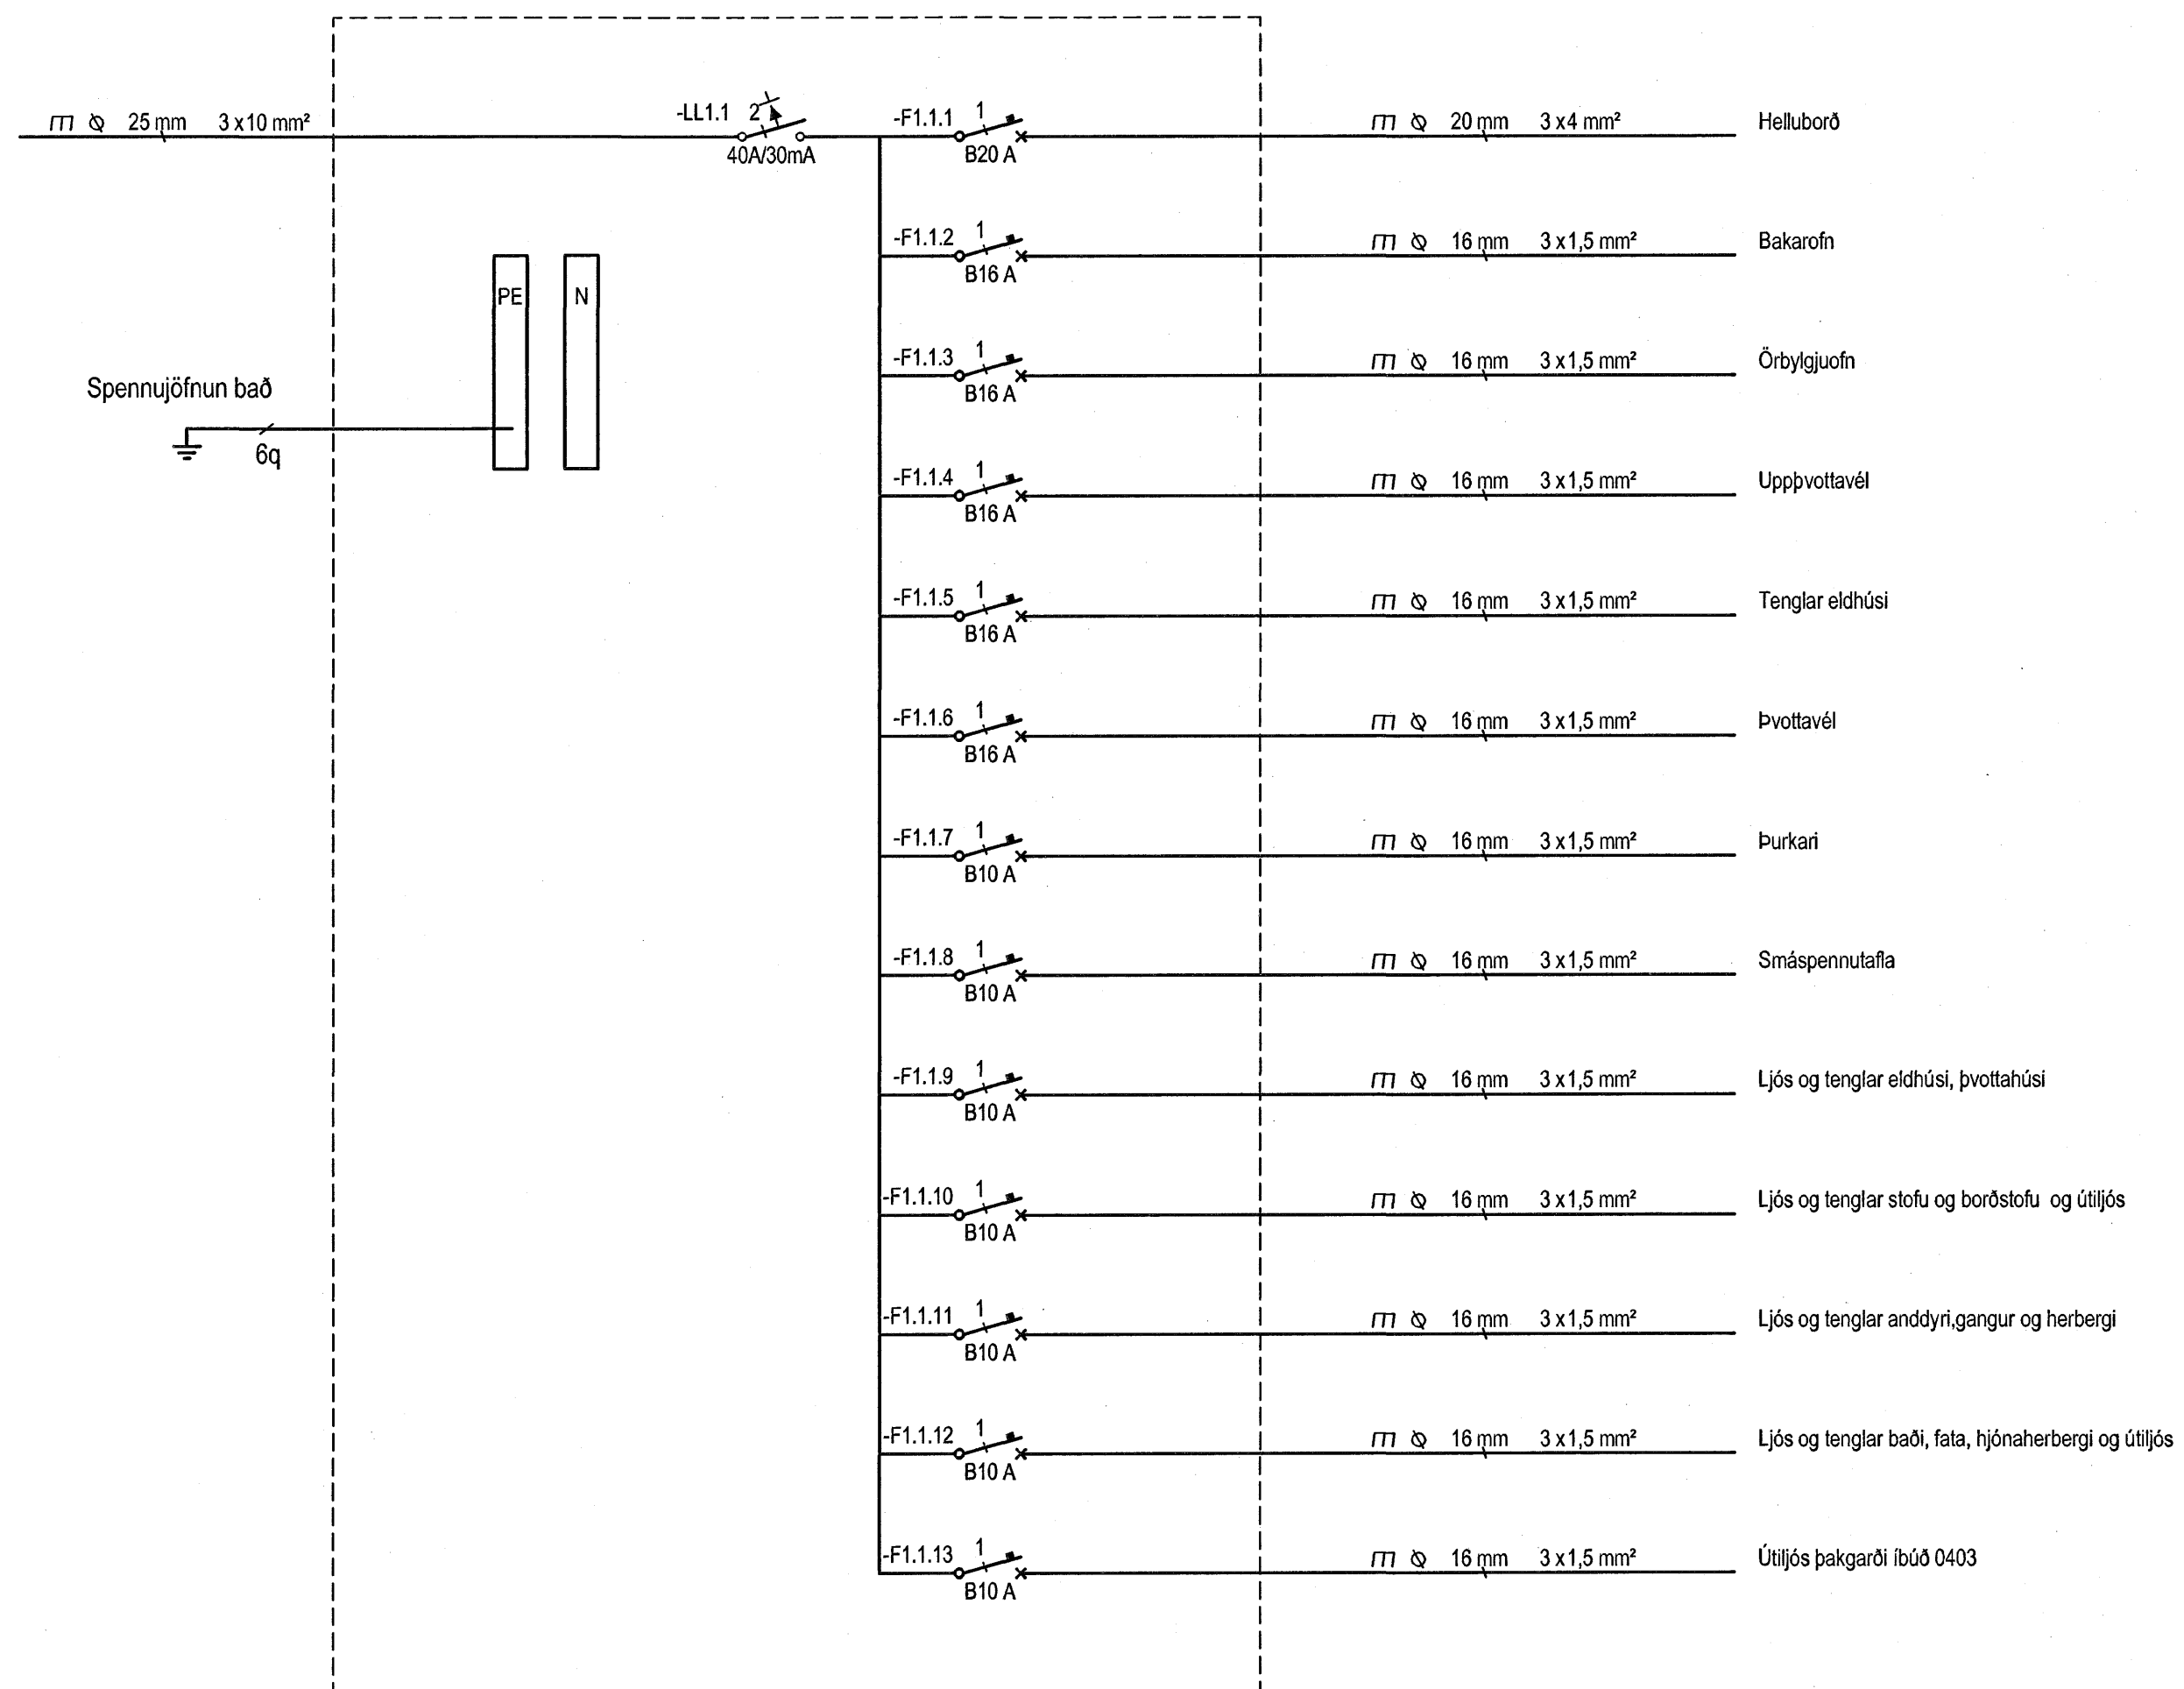 25 mm 3 x 10 mm²
-LL1.1 2
40A/30mA
-F1.1.1 1
B20 A
20 mm 3 x 4 mm² Helluborð
-F1.1.2 1
B16 A
16 mm 3 x 1,5 mm² Bakarofn
PE N
-F1.1.3 1
B16 A
16 mm 3 x 1,5 mm² Örbylgjuofn
Spennujöfnun bað
6q
-F1.1.4 1
B16 A
16 mm 3 x 1,5 mm² Uppþvottavél
-F1.1.5 1
B16 A
16 mm 3 x 1,5 mm² Tenglar eldhúsi
-F1.1.6 1
B16 A
16 mm 3 x 1,5 mm² Þvottavél
-F1.1.7 1
B10 A
16 mm 3 x 1,5 mm² Þurkari
-F1.1.8 1
B10 A
16 mm 3 x 1,5 mm² Smáspennutafla
-F1.1.9 1
B10 A
16 mm 3 x 1,5 mm² Ljós og tenglar eldhúsi, þvottahúsi
-F1.1.10 1
B10 A
16 mm 3 x 1,5 mm² Ljós og tenglar stofu og borðstofu og útiljós
-F1.1.11 1
B10 A
16 mm 3 x 1,5 mm² Ljós og tenglar anddyri,gangur og herbergi
-F1.1.12 1
B10 A
16 mm 3 x 1,5 mm² Ljós og tenglar baði, fata, hjónaherbergi og útiljós
-F1.1.13 1
B10 A
16 mm 3 x 1,5 mm² Útiljós þakgarði íbúð 0403